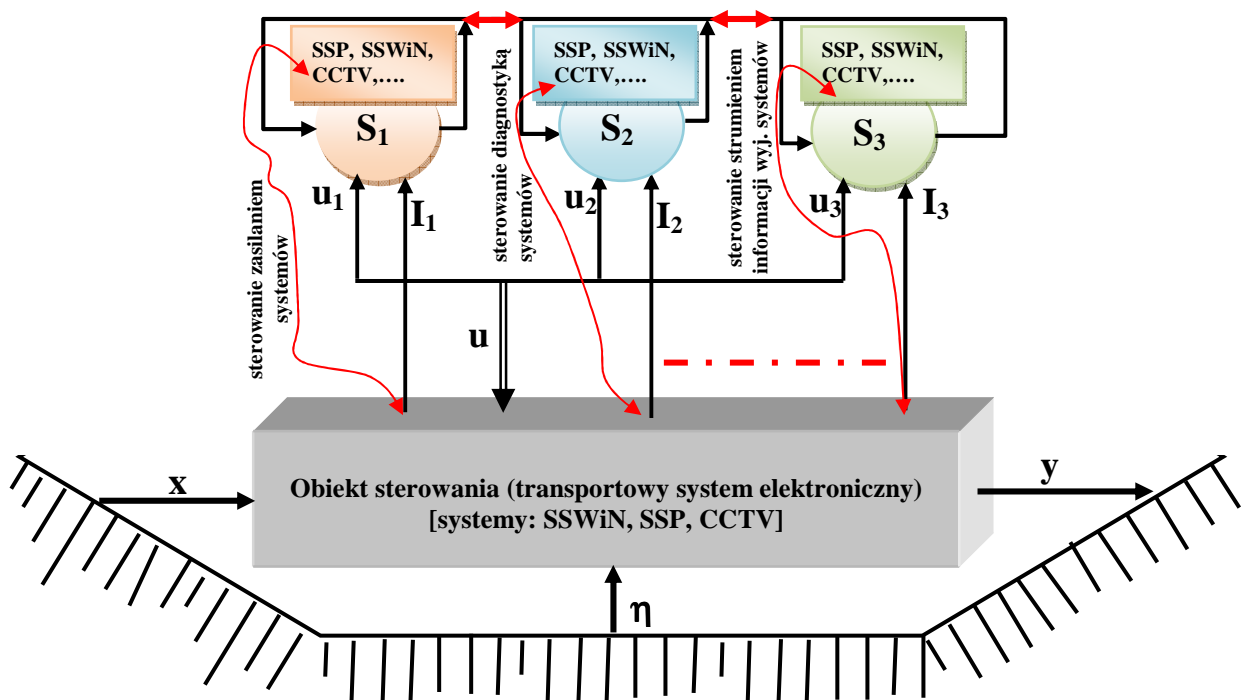 SSP, SSWiN,
CCTV,....
S1
SSP, SSWiN,
CCTV,....
S2
SSP, SSWiN,
CCTV,....
S3
u1
I1
u2
I2
u3
I3
sterowanie zasilaniem
systemów
sterowanie diagnostyką
systemów
sterowanie strumieniem
informacji wyj. systemów
u
x
Obiekt sterowania (transportowy system elektroniczny)
[systemy: SSWiN, SSP, CCTV]
y
η